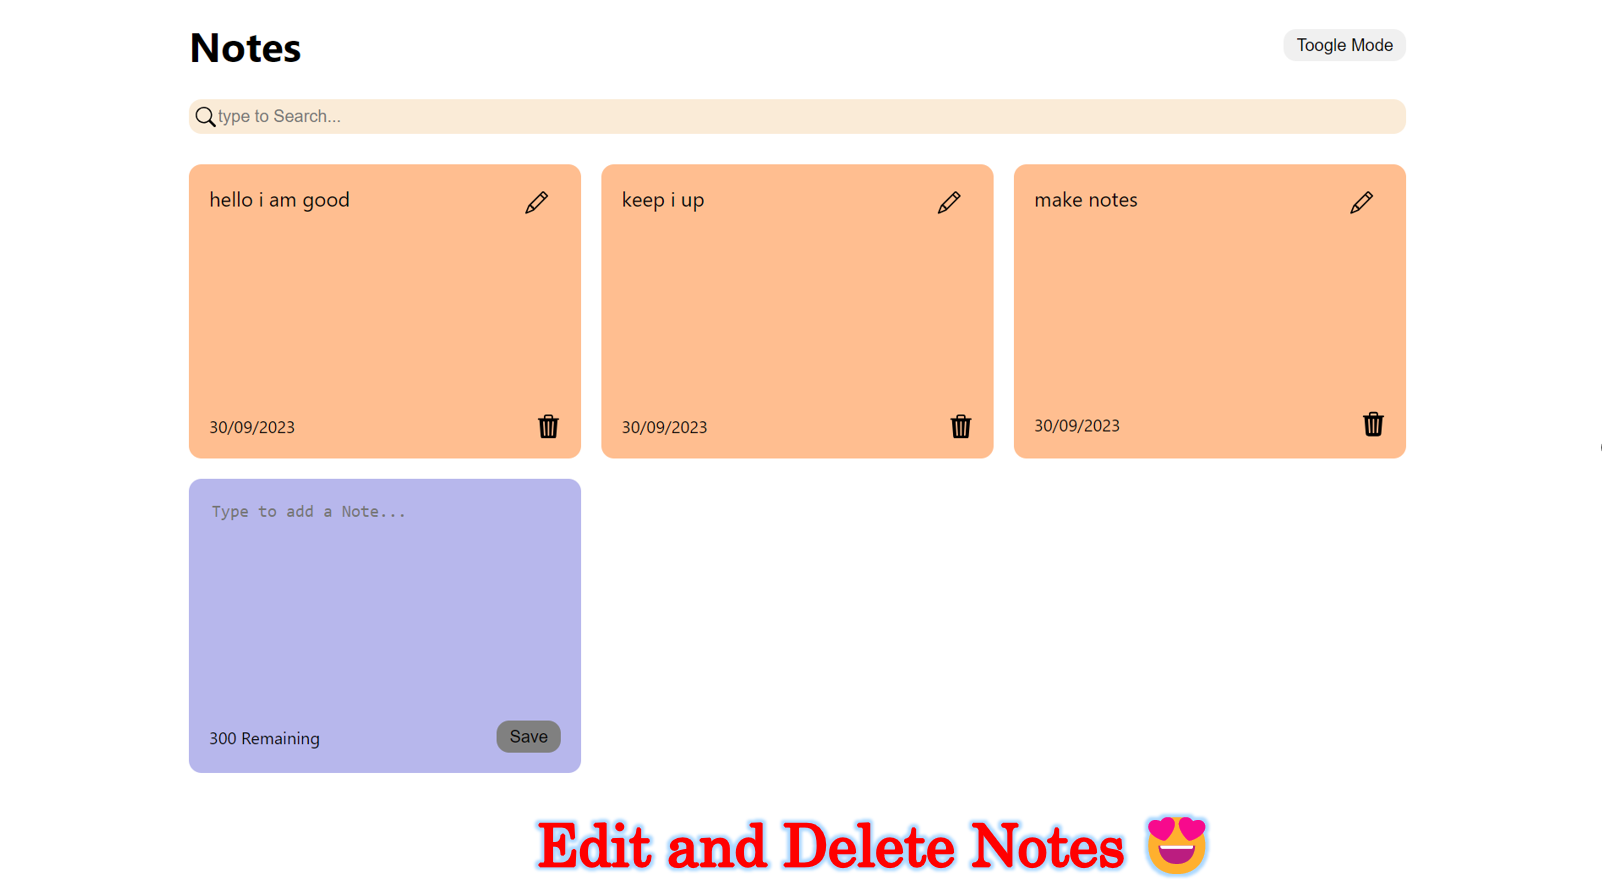 Notes
Toogle Mode
type to Search...
hello i am good
keep i up
make notes
30/09/2023
30/09/2023
30/09/2023
Type to add a Note...
300 Remaining
Save
Edit and Delete Notes 😍